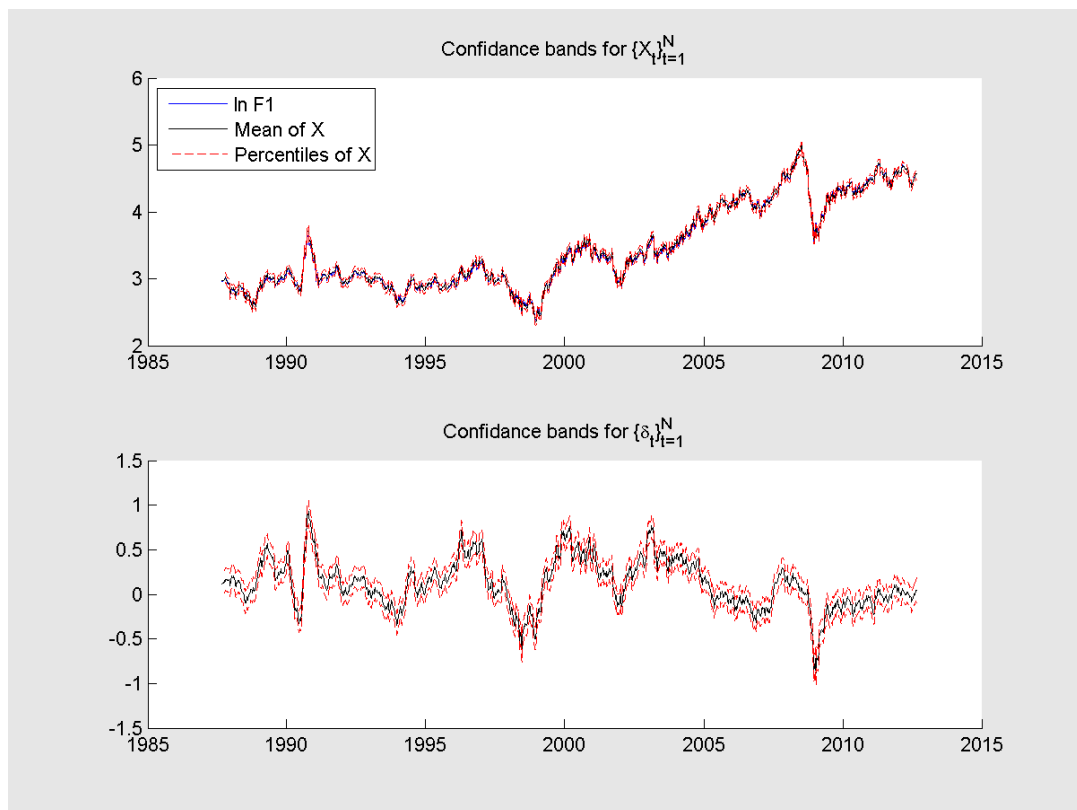 Confidance bands for {X_t}_{t=1}^N
6
5
4
3
2
ln F1
Mean of X
Percentiles of X
1985 1990 1995 2000 2005 2010 2015
Confidance bands for {δ_t}_{t=1}^N
1.5
1
0.5
0
-0.5
-1
-1.5
1985 1990 1995 2000 2005 2010 2015